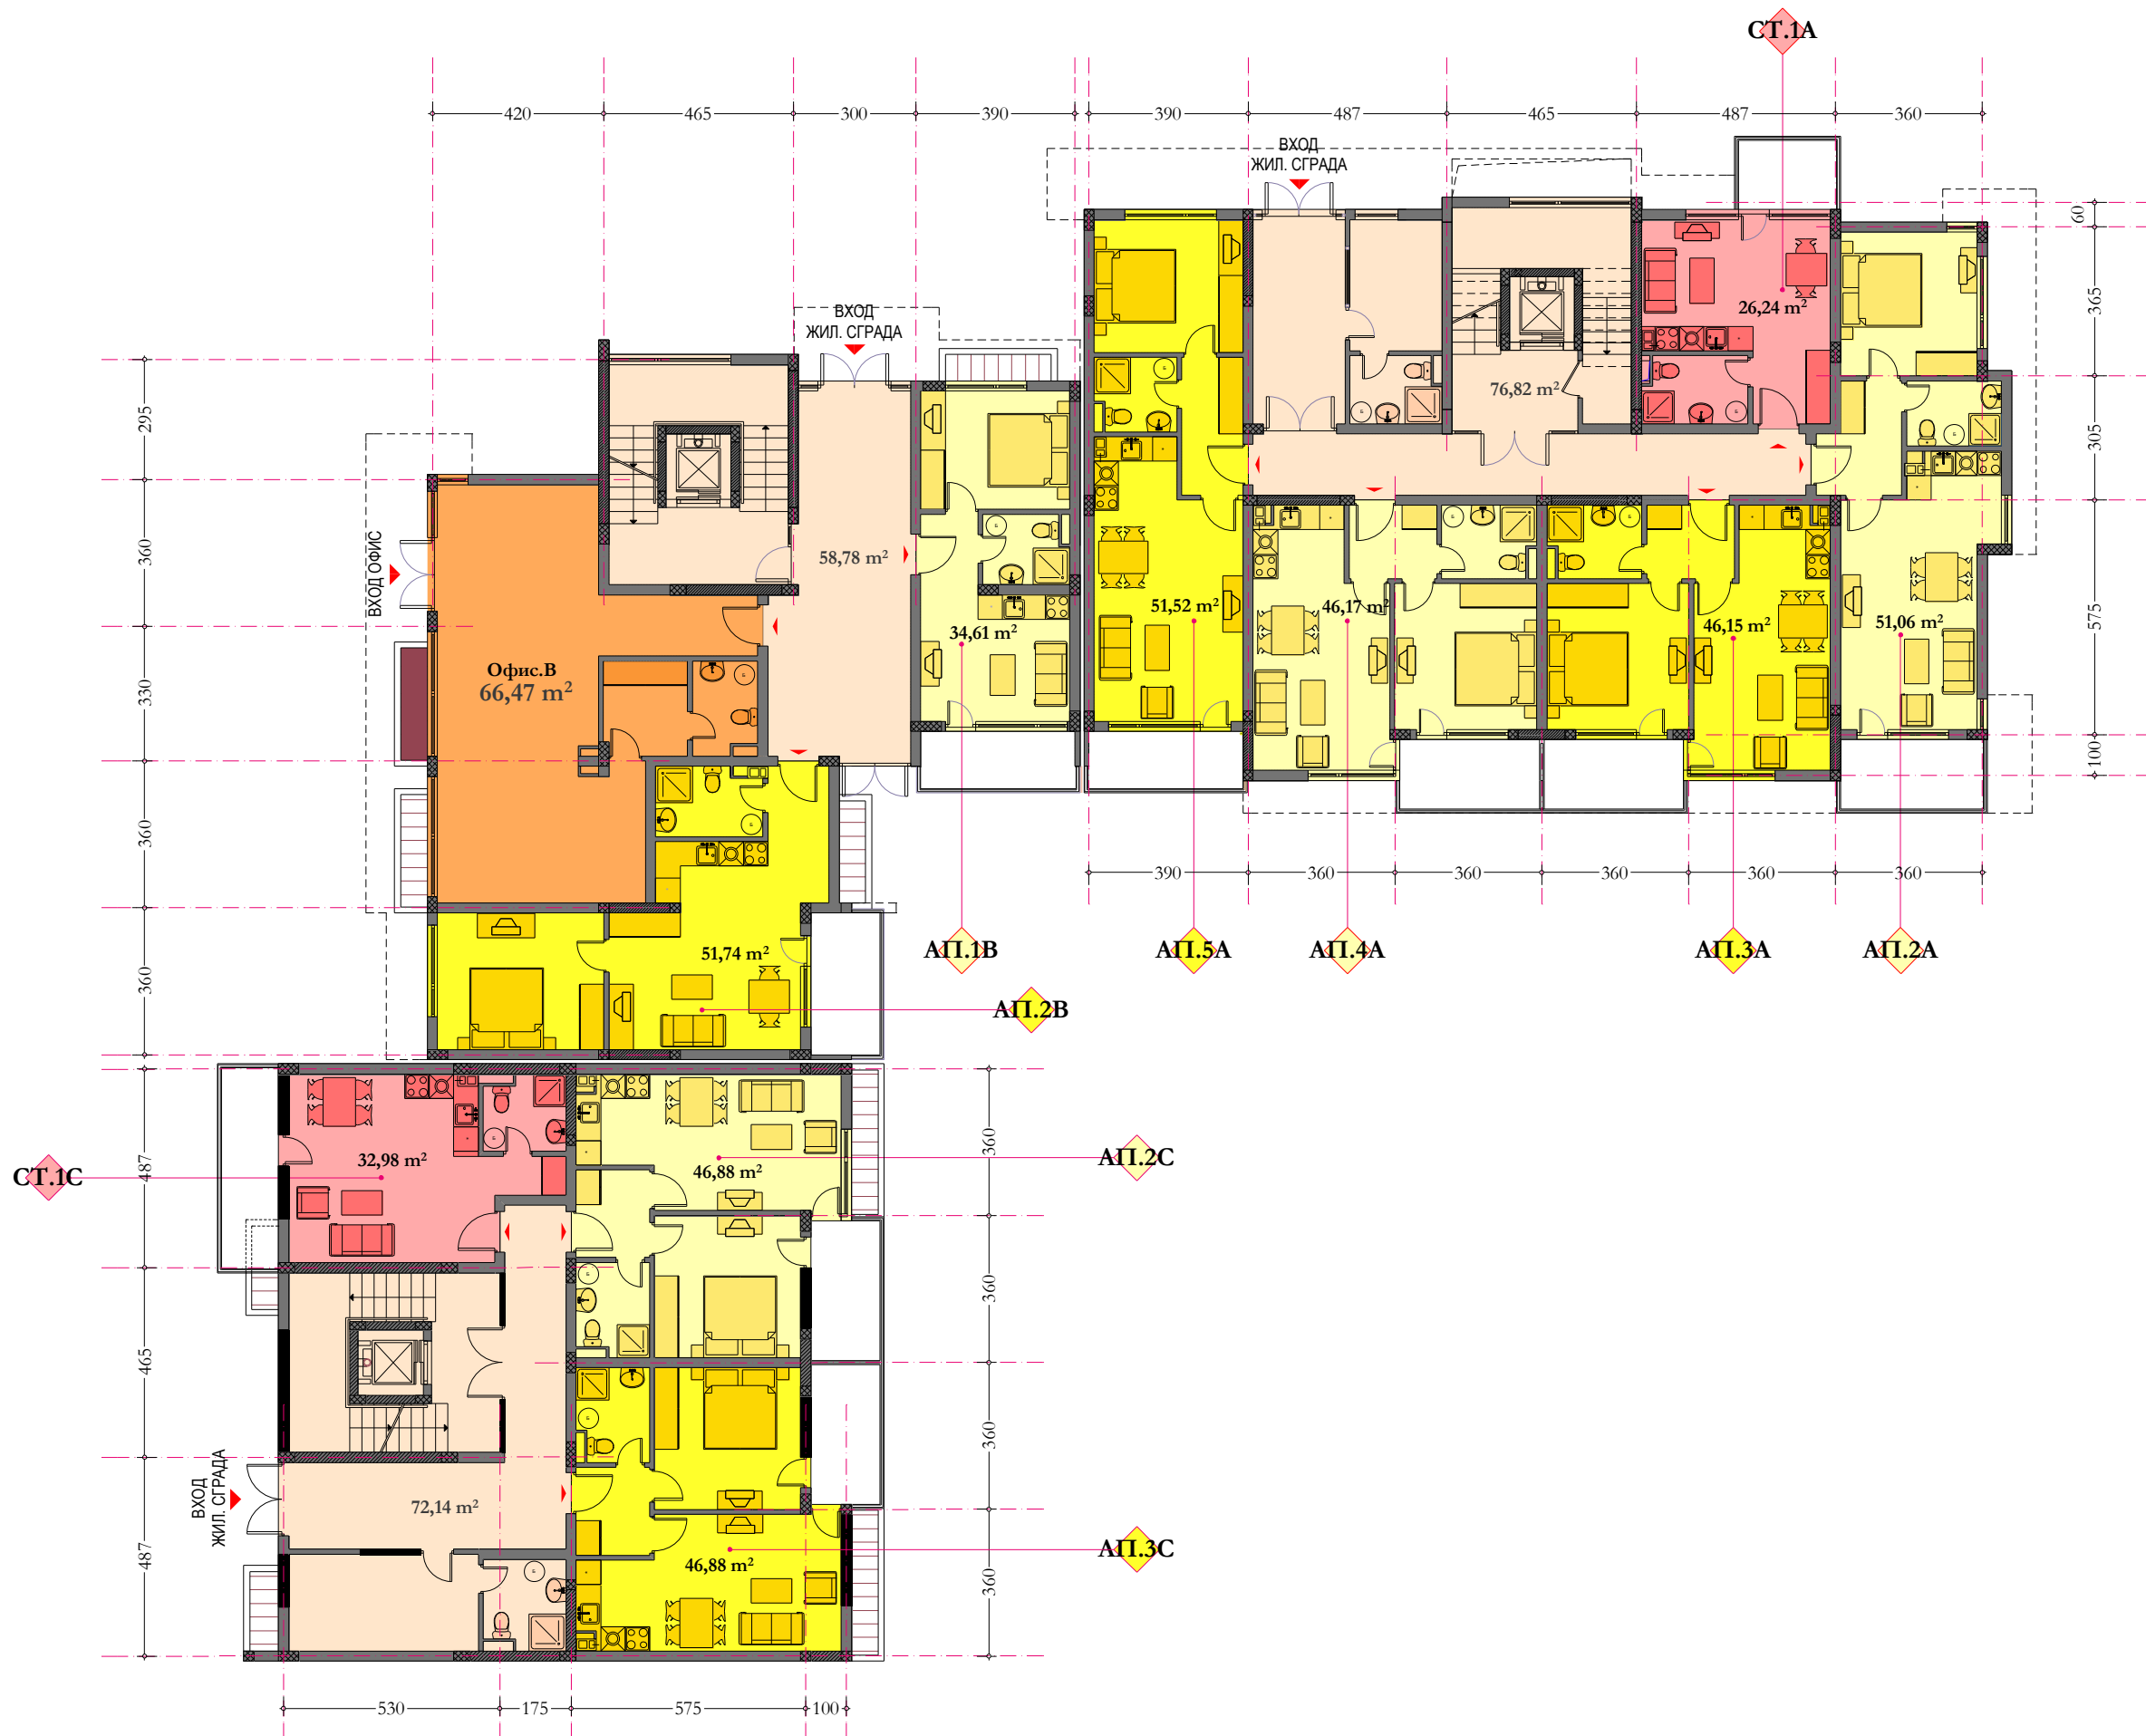 СТ.1А
420
465
300
390
390
487
465
487
360
ВХОД
ЖИЛ. СГРАДА
60
365
305
575
100
26,24 m²
76,82 m²
ВХОД
ЖИЛ. СГРАДА
295
360
330
360
360
ВХОД ОФИС
58,78 m²
34,61 m²
51,52 m²
46,17 m²
46,15 m²
51,06 m²
Офис.В
66,47 m²
390
360
360
360
360
360
АП.1В
АП.5А
АП.4А
АП.3А
АП.2А
51,74 m²
АП.2В
СТ.1С
32,98 m²
46,88 m²
АП.2С
487
465
487
360
360
360
360
ВХОД
ЖИЛ. СГРАДА
72,14 m²
46,88 m²
АП.3С
530
175
575
100